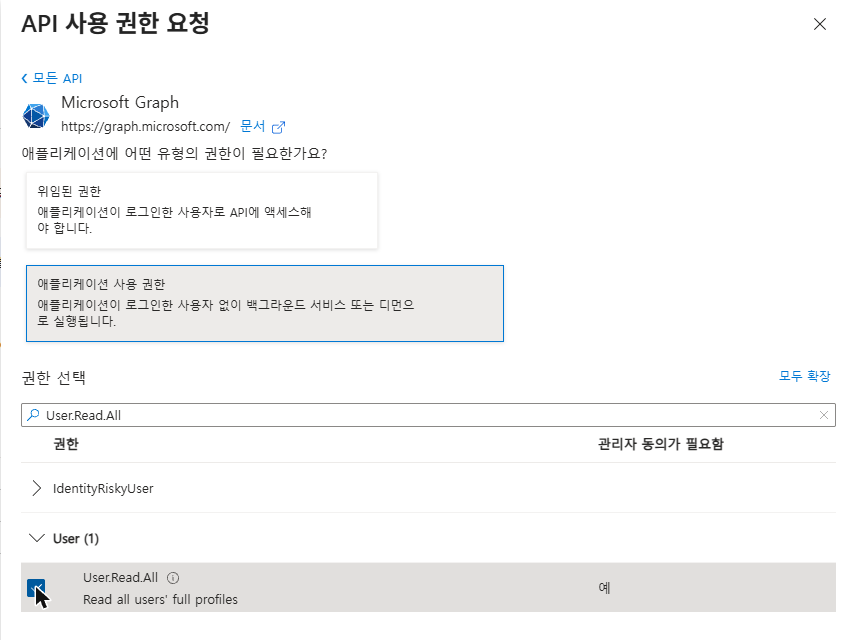 API 사용 권한 요청
모든 API
Microsoft Graph
https://graph.microsoft.com/ 문서
애플리케이션에 어떤 유형의 권한이 필요한가요?
위임된 권한
애플리케이션이 로그인한 사용자로 API에 액세스해
야 합니다.
애플리케이션 사용 권한
애플리케이션이 로그인한 사용자 없이 백그라운드 서비스 또는 디먼으
로 실행됩니다.
권한 선택 모두 확장
User.Read.All
권한 관리자 동의가 필요함
IdentityRiskyUser
User (1)
User.Read.All
Read all users' full profiles 예